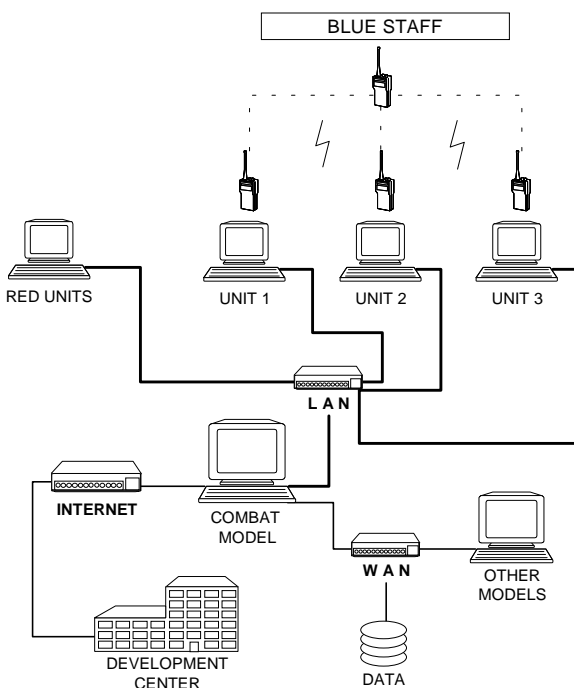 BLUE STAFF
RED UNITS
UNIT 1
UNIT 2
UNIT 3
L A N
INTERNET
COMBAT
MODEL
W A N
OTHER
MODELS
DEVELOPMENT
CENTER
DATA